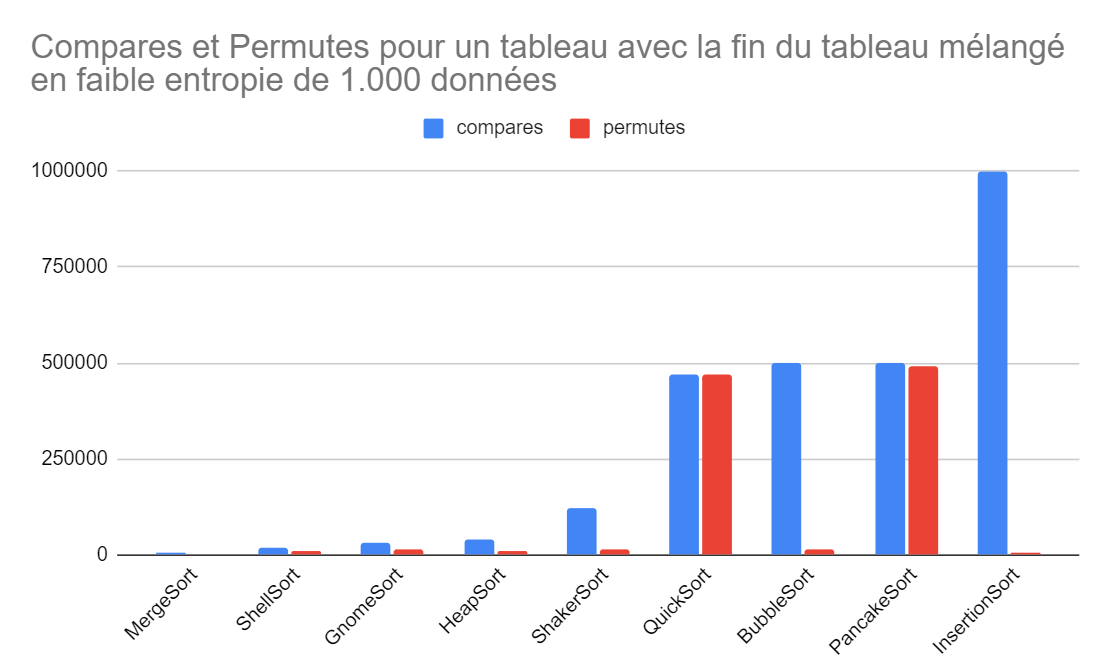 Compares et Permutes pour un tableau avec la fin du tableau mélangé
en faible entropie de 1.000 données
compares permutes
1000000
750000
500000
250000
0
MergeSort
ShellSort
GnomeSort
HeapSort
ShakerSort
QuickSort
BubbleSort
PancakeSort
InsertionSort